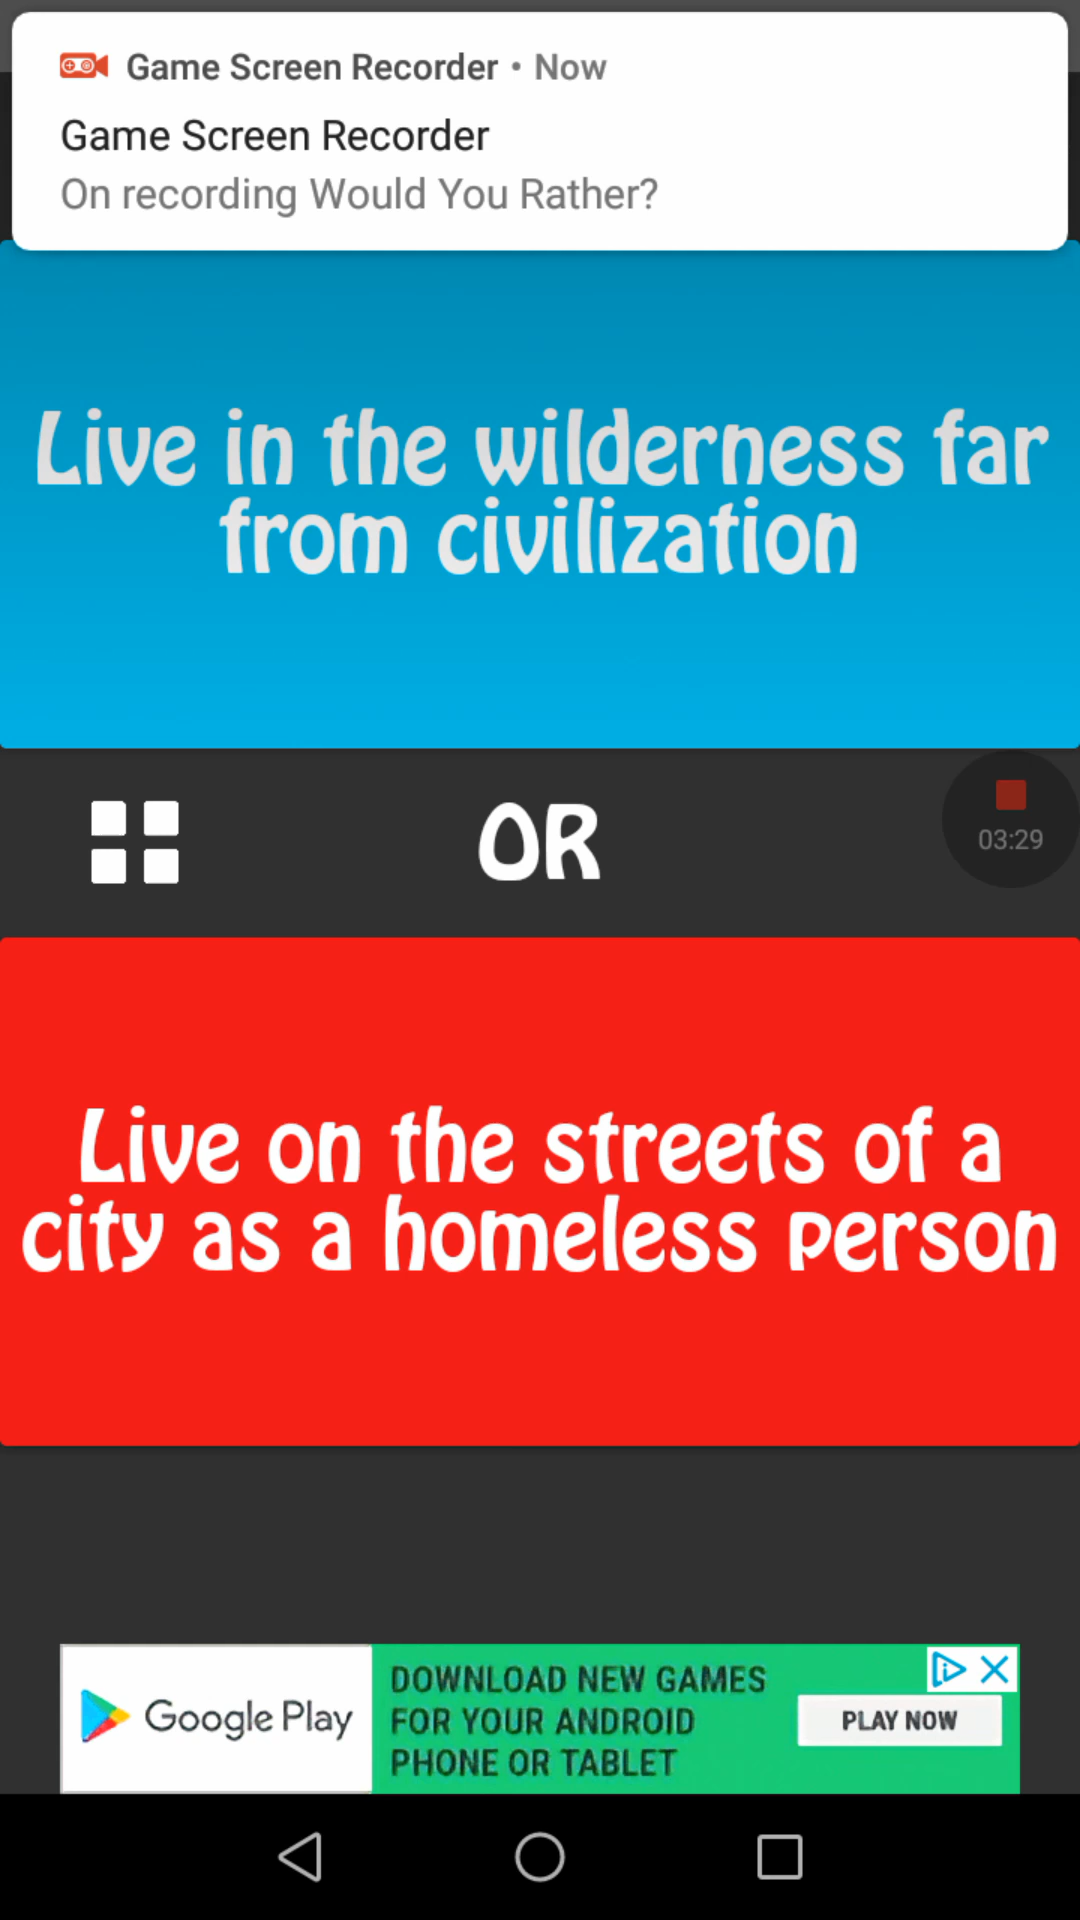 Game Screen Recorder • Now
Game Screen Recorder
On recording Would You Rather?
Live in the wilderness far
from civilization
OR
03:29
Live on the streets of a
city as a homeless person
Google Play
DOWNLOAD NEW GAMES
FOR YOUR ANDROID
PHONE OR TABLET
PLAY NOW